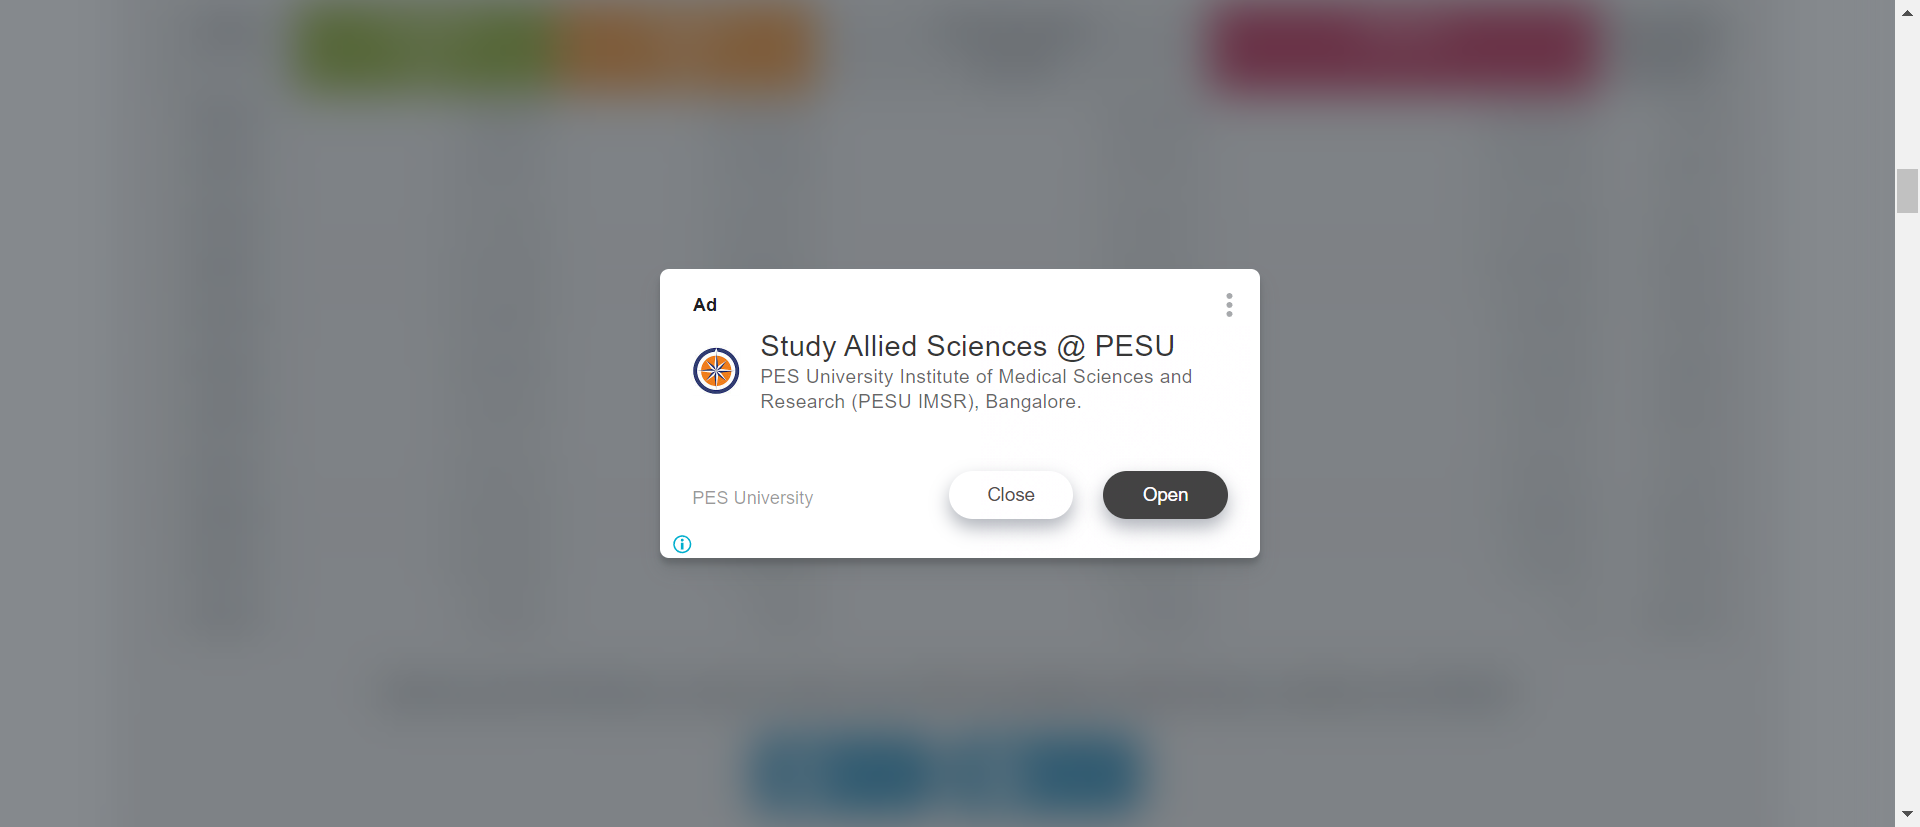 Ad
Study Allied Sciences @ PESU
PES University Institute of Medical Sciences and
Research (PESU IMSR), Bangalore.
PES University
Close
Open